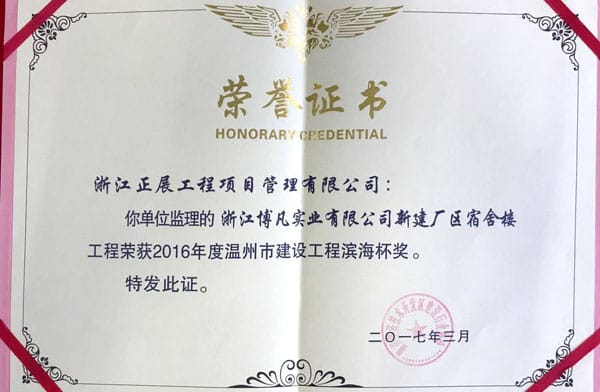 荣誉证书
HONORARY CREDENTIAL
浙江正展工程项目管理有限公司：
你单位监理的 浙江博凡实业有限公司新建厂区宿舍楼
工程荣获2016年度温州市建设工程滨海杯奖。
特发此证。
二〇一七年三月